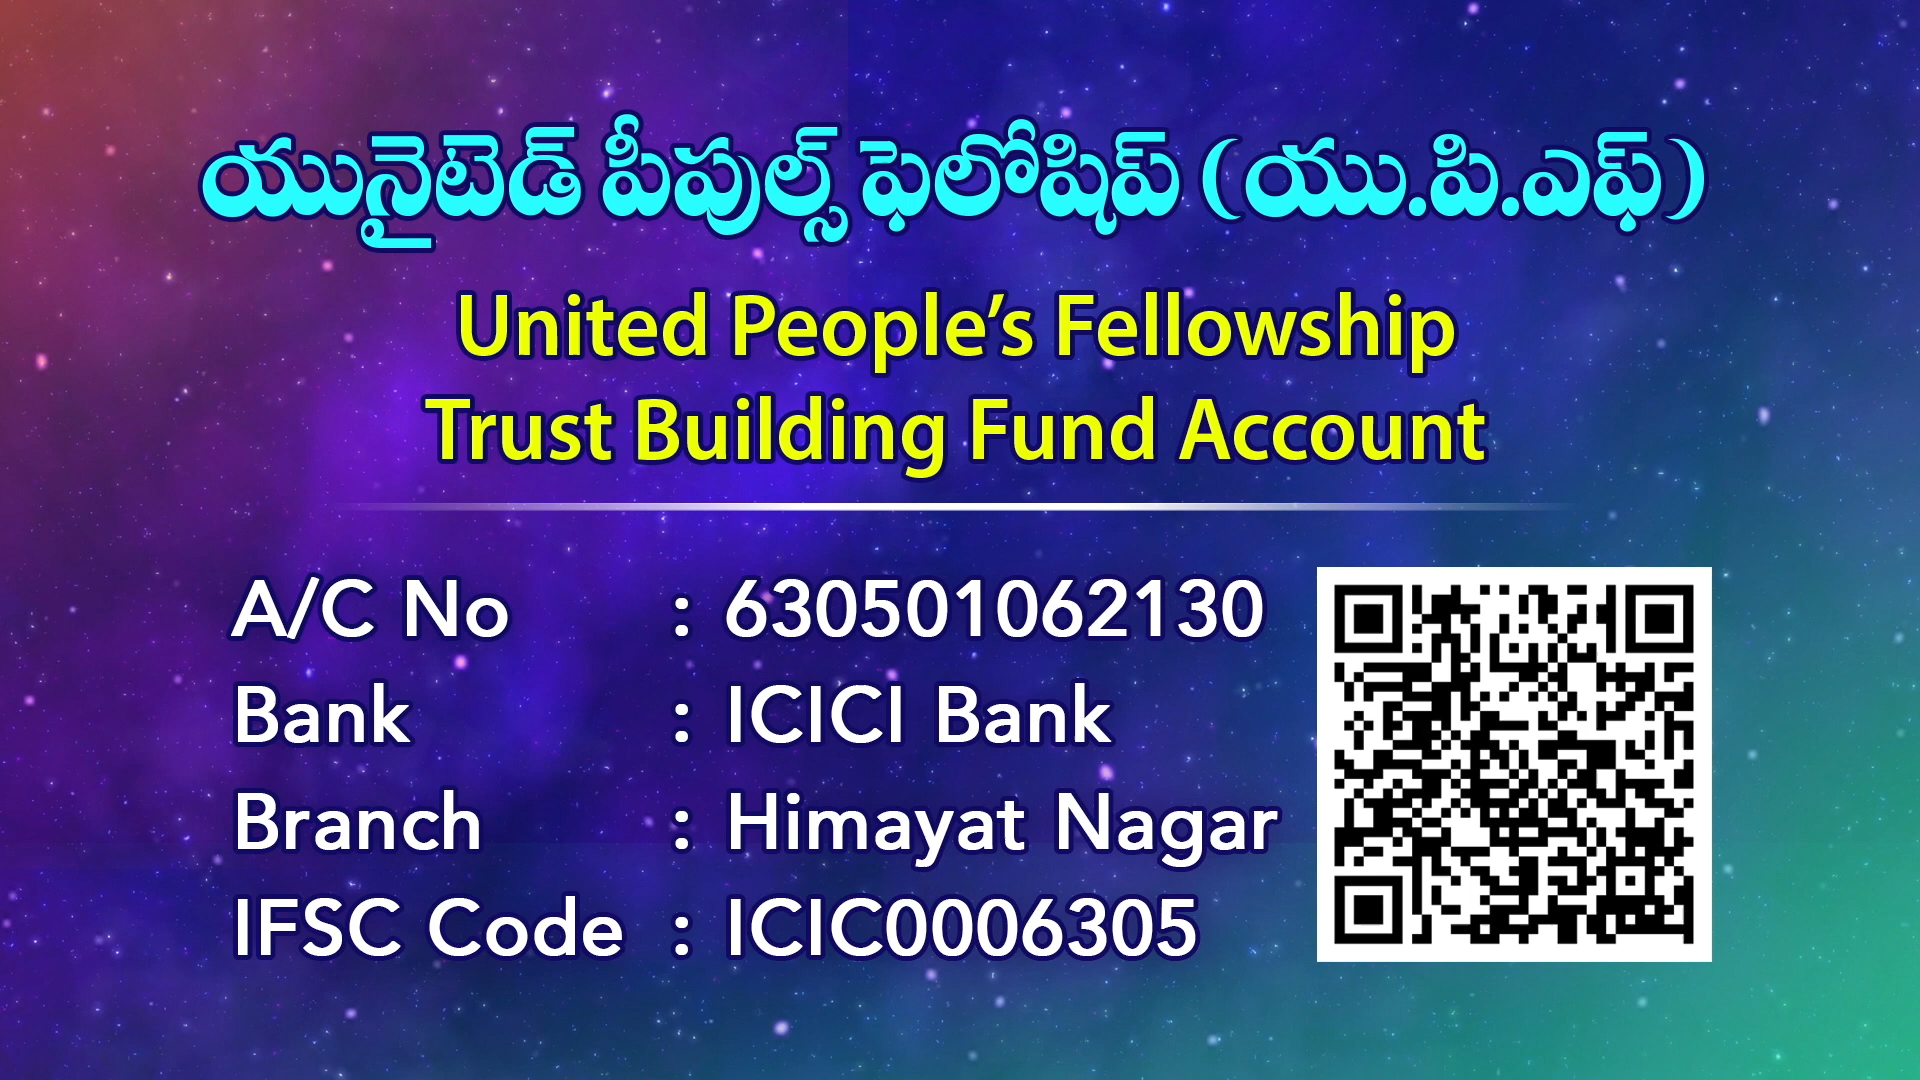 యునైటెడ్ పీపుల్స్ ఫెలోషిప్ (యు.పి.ఎఫ్)
United People’s Fellowship
Trust Building Fund Account
A/C No : 630501062130
Bank : ICICI Bank
Branch : Himayat Nagar
IFSC Code : ICIC0006305